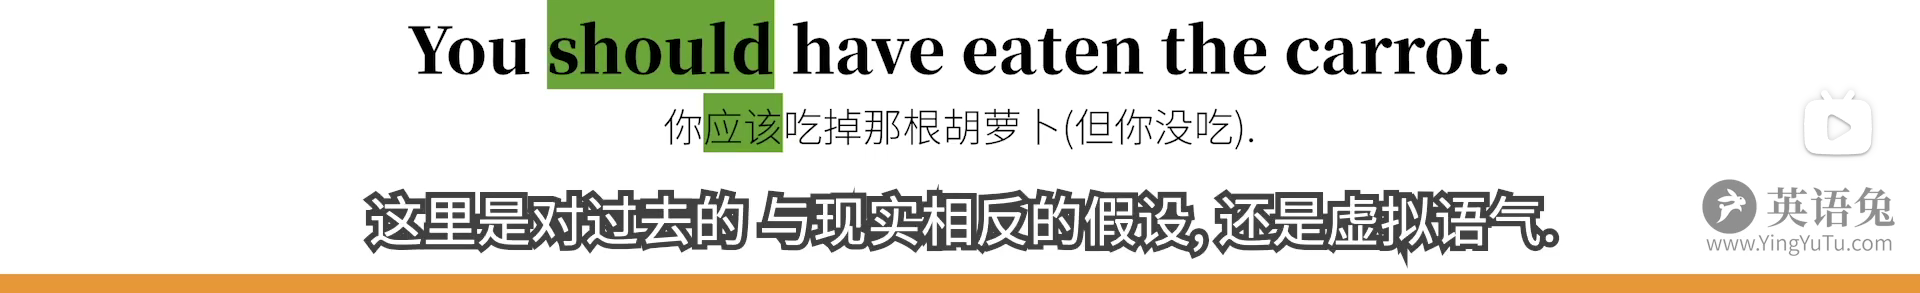 You should have eaten the carrot.
你应该吃掉那根胡萝卜(但你没吃).
这里是对过去的 与现实相反的假设, 还是虚拟语气.
英语兔
www.YingYuTu.com